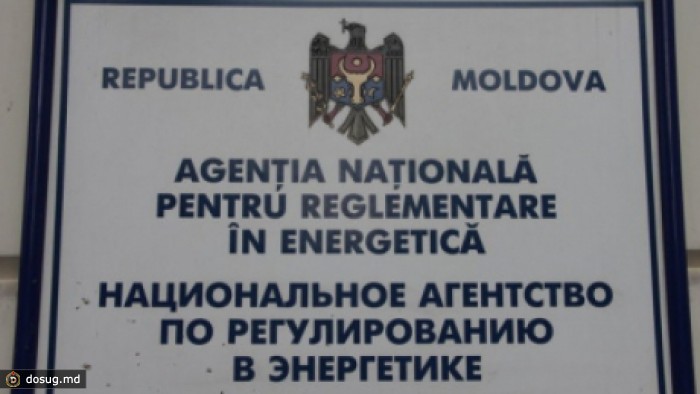 REPUBLICA MOLDOVA
AGENȚIA NAȚIONALĂ
PENTRU REGLEMENTARE
ÎN ENERGETICĂ
НАЦИОНАЛЬНОЕ АГЕНТСТВО
ПО РЕГУЛИРОВАНИЮ
В ЭНЕРГЕТИКЕ
dosug.md